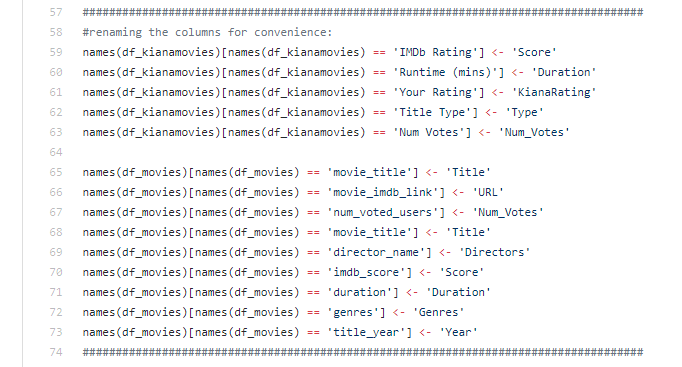 57 #####################################################################################
58 #renaming the columns for convenience:
59 names(df_kianamovies)[names(df_kianamovies) == 'IMDb Rating'] <- 'Score'
60 names(df_kianamovies)[names(df_kianamovies) == 'Runtime (mins)'] <- 'Duration'
61 names(df_kianamovies)[names(df_kianamovies) == 'Your Rating'] <- 'KianaRating'
62 names(df_kianamovies)[names(df_kianamovies) == 'Title Type'] <- 'Type'
63 names(df_kianamovies)[names(df_kianamovies) == 'Num Votes'] <- 'Num_Votes'
64
65 names(df_movies)[names(df_movies) == 'movie_title'] <- 'Title'
66 names(df_movies)[names(df_movies) == 'movie_imdb_link'] <- 'URL'
67 names(df_movies)[names(df_movies) == 'num_voted_users'] <- 'Num_Votes'
68 names(df_movies)[names(df_movies) == 'movie_title'] <- 'Title'
69 names(df_movies)[names(df_movies) == 'director_name'] <- 'Directors'
70 names(df_movies)[names(df_movies) == 'imdb_score'] <- 'Score'
71 names(df_movies)[names(df_movies) == 'duration'] <- 'Duration'
72 names(df_movies)[names(df_movies) == 'genres'] <- 'Genres'
73 names(df_movies)[names(df_movies) == 'title_year'] <- 'Year'
74 #####################################################################################